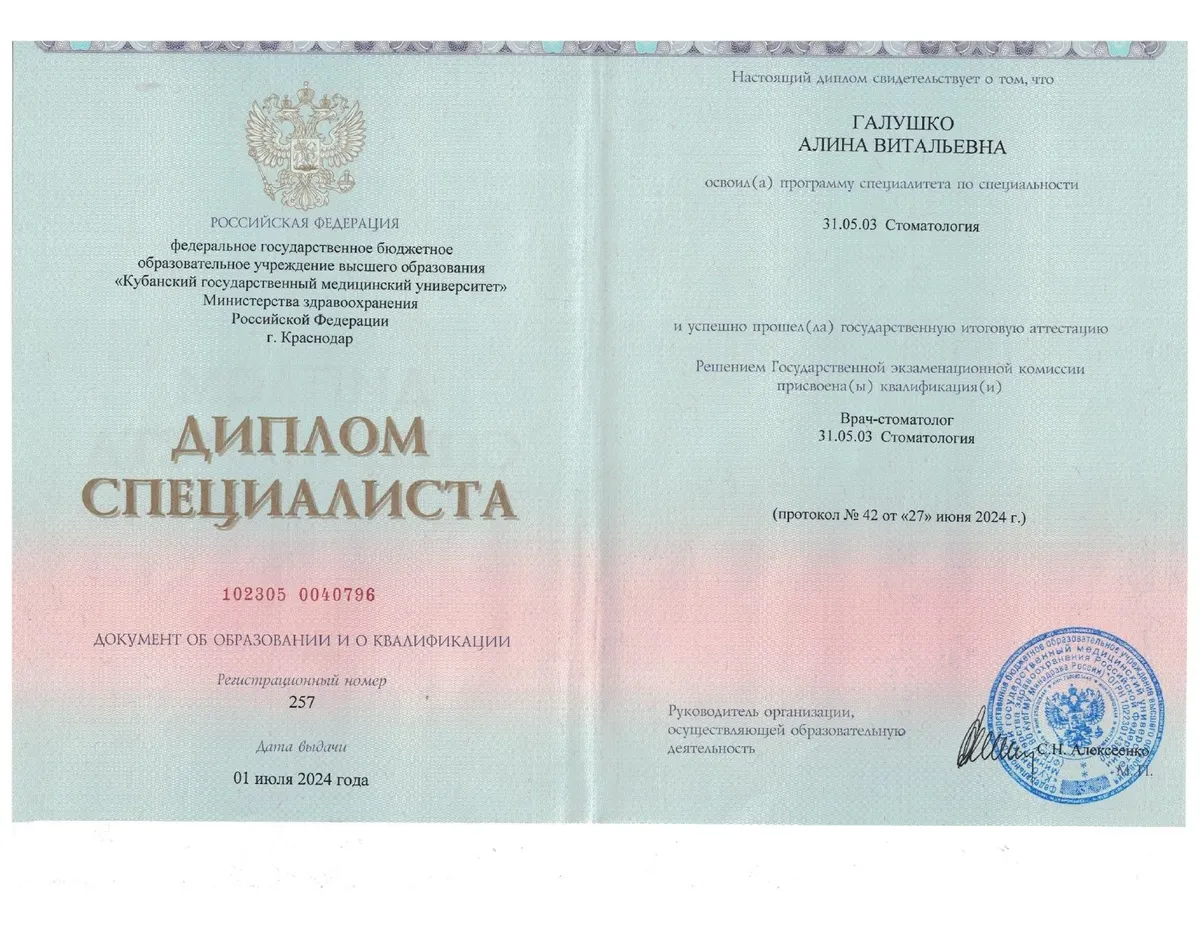 РОССИЙСКАЯ ФЕДЕРАЦИЯ
федеральное государственное бюджетное
образовательное учреждение высшего образования
«Кубанский государственный медицинский университет»
Министерства здравоохранения
Российской Федерации
г. Краснодар
ДИПЛОМ
СПЕЦИАЛИСТА
102305 0040796
ДОКУМЕНТ ОБ ОБРАЗОВАНИИ И О КВАЛИФИКАЦИИ
Регистрационный номер
257
Дата выдачи
01 июля 2024 года
Настоящий диплом свидетельствует о том, что
ГАЛУШКО
АЛИНА ВИТАЛЬЕВНА
освоил(а) программу специалитета по специальности
31.05.03 Стоматология
и успешно прошел(ла) государственную итоговую аттестацию
Решением Государственной экзаменационной комиссии
присвоена(ы) квалификация(и)
Врач-стоматолог
31.05.03 Стоматология
(протокол № 42 от «27» июня 2024 г.)
Руководитель организации,
осуществляющей образовательную
деятельность
С.Н. Алексеенко
М.П.